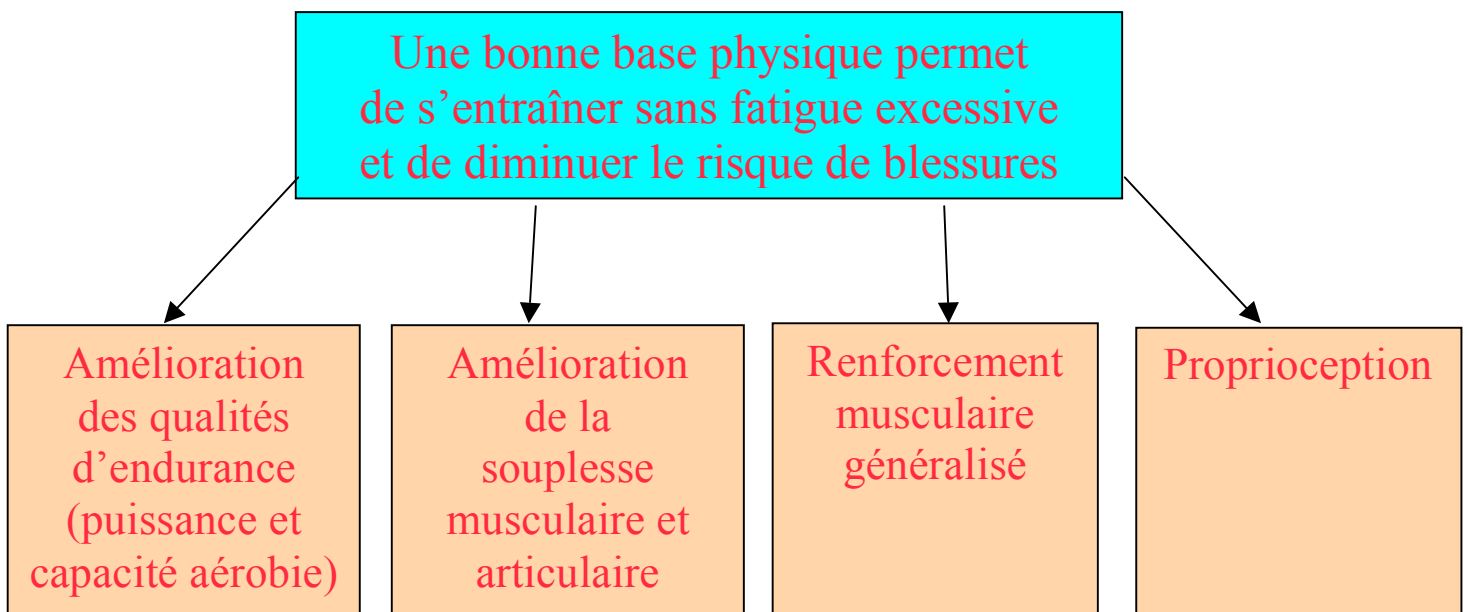 Une bonne base physique permet
de s’entraîner sans fatigue excessive
et de diminuer le risque de blessures
Amélioration
des qualités
d’endurance
(puissance et
capacité aérobie)
Amélioration
de la
souplesse
musculaire et
articulaire
Renforcement
musculaire
généralisé
Proprioception